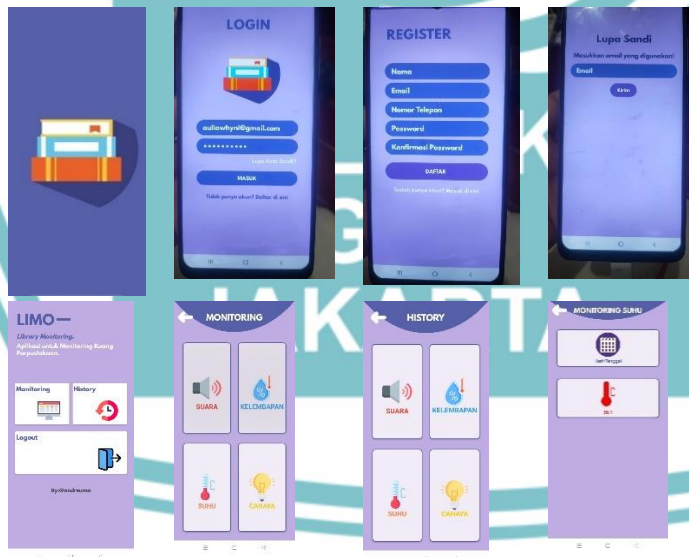 LOGIN
auliawhyni@gmail.com
Lupa Kata Sandi?
MASUK
Tidak punya akun? Daftar di sini
REGISTER
Nama
Email
Nomor Telepon
Password
Konfirmasi Password
DAFTAR
Sudah punya akun? Masuk di sini
Lupa Sandi
Masukkan email yang digunakan!
Email
Kirim
LIMO—
Library Monitoring.
Aplikasi untuk Monitoring Ruang
Perpustakaan.
Monitoring
History
Logout
MONITORING
SUARA
KELEMBAPAN
SUHU
CAHAYA
HISTORY
SUARA
KELEMBAPAN
SUHU
CAHAYA
MONITORING SUHU
JAKARTA